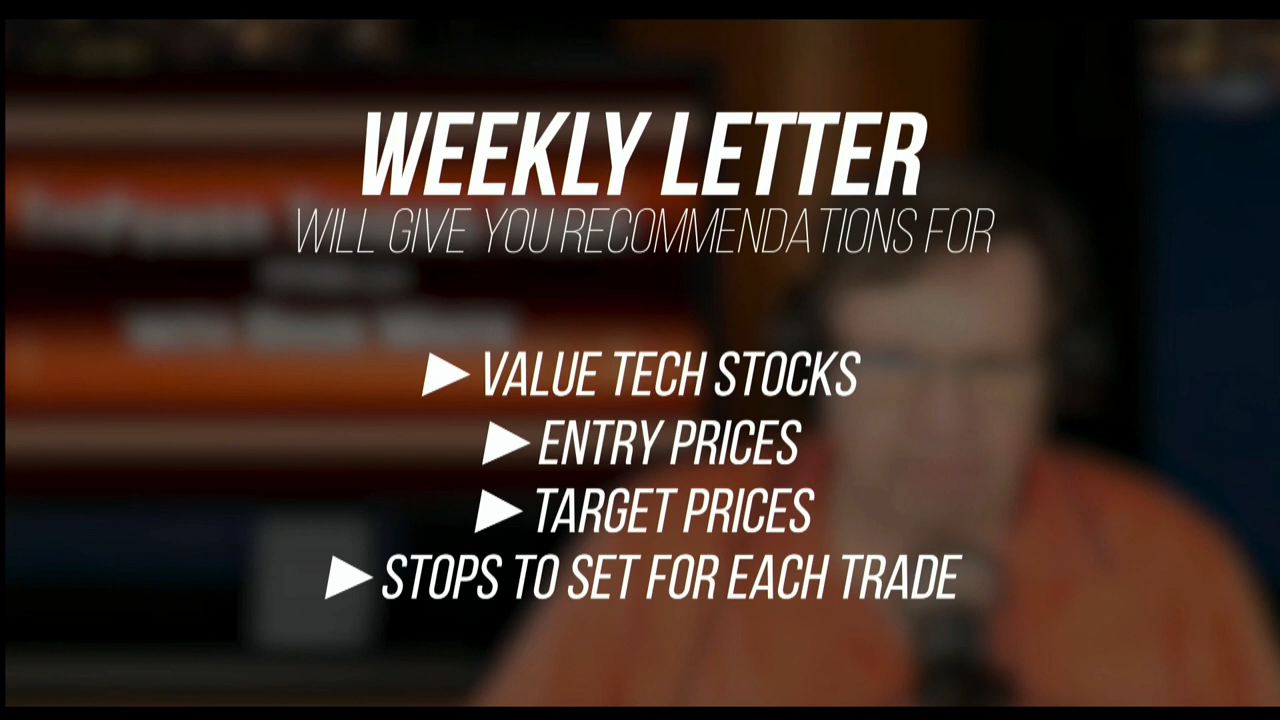 WEEKLY LETTER
WILL GIVE YOU RECOMMENDATIONS FOR
▶ VALUE TECH STOCKS
▶ ENTRY PRICES
▶ TARGET PRICES
▶ STOPS TO SET FOR EACH TRADE